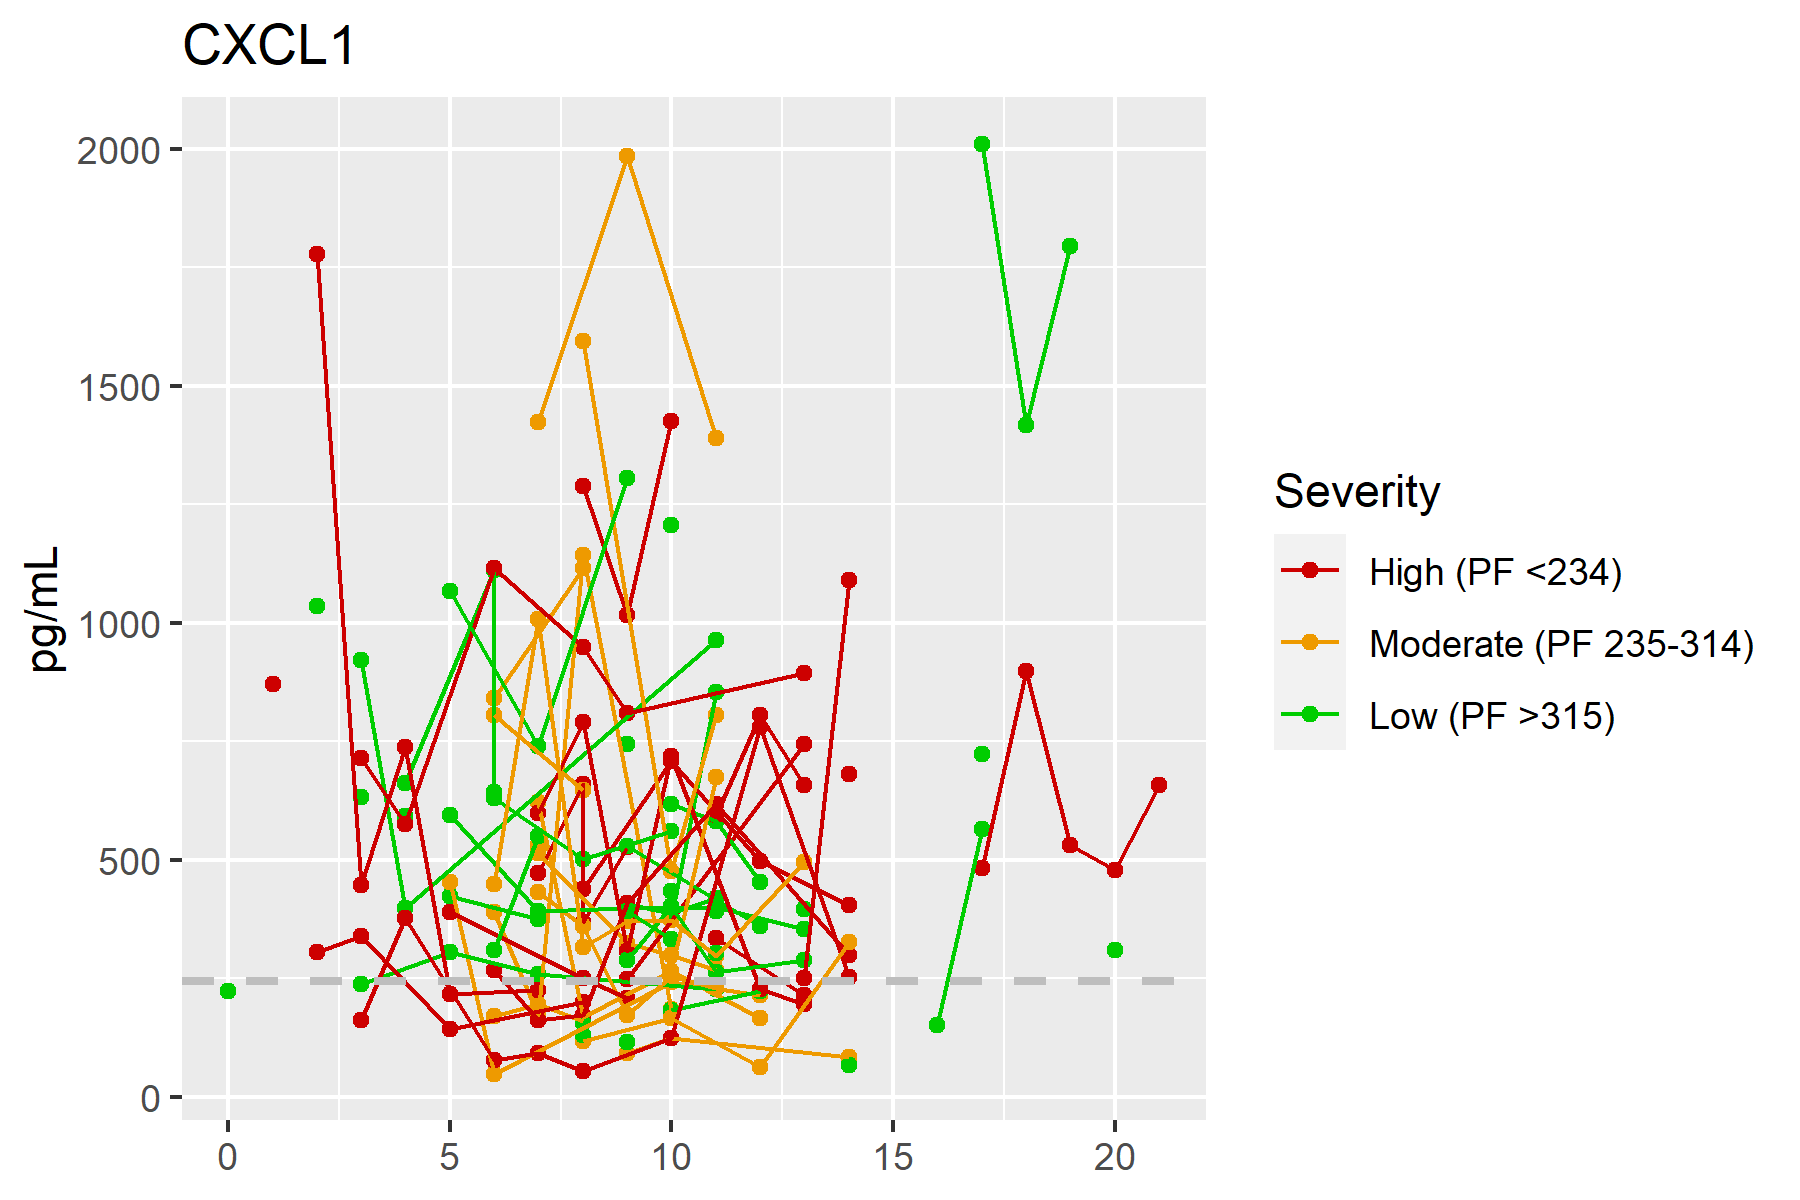 CXCL1
2000
1500
1000
500
0
pg/mL
0 5 10 15 20
Severity
High (PF <234)
Moderate (PF 235-314)
Low (PF >315)